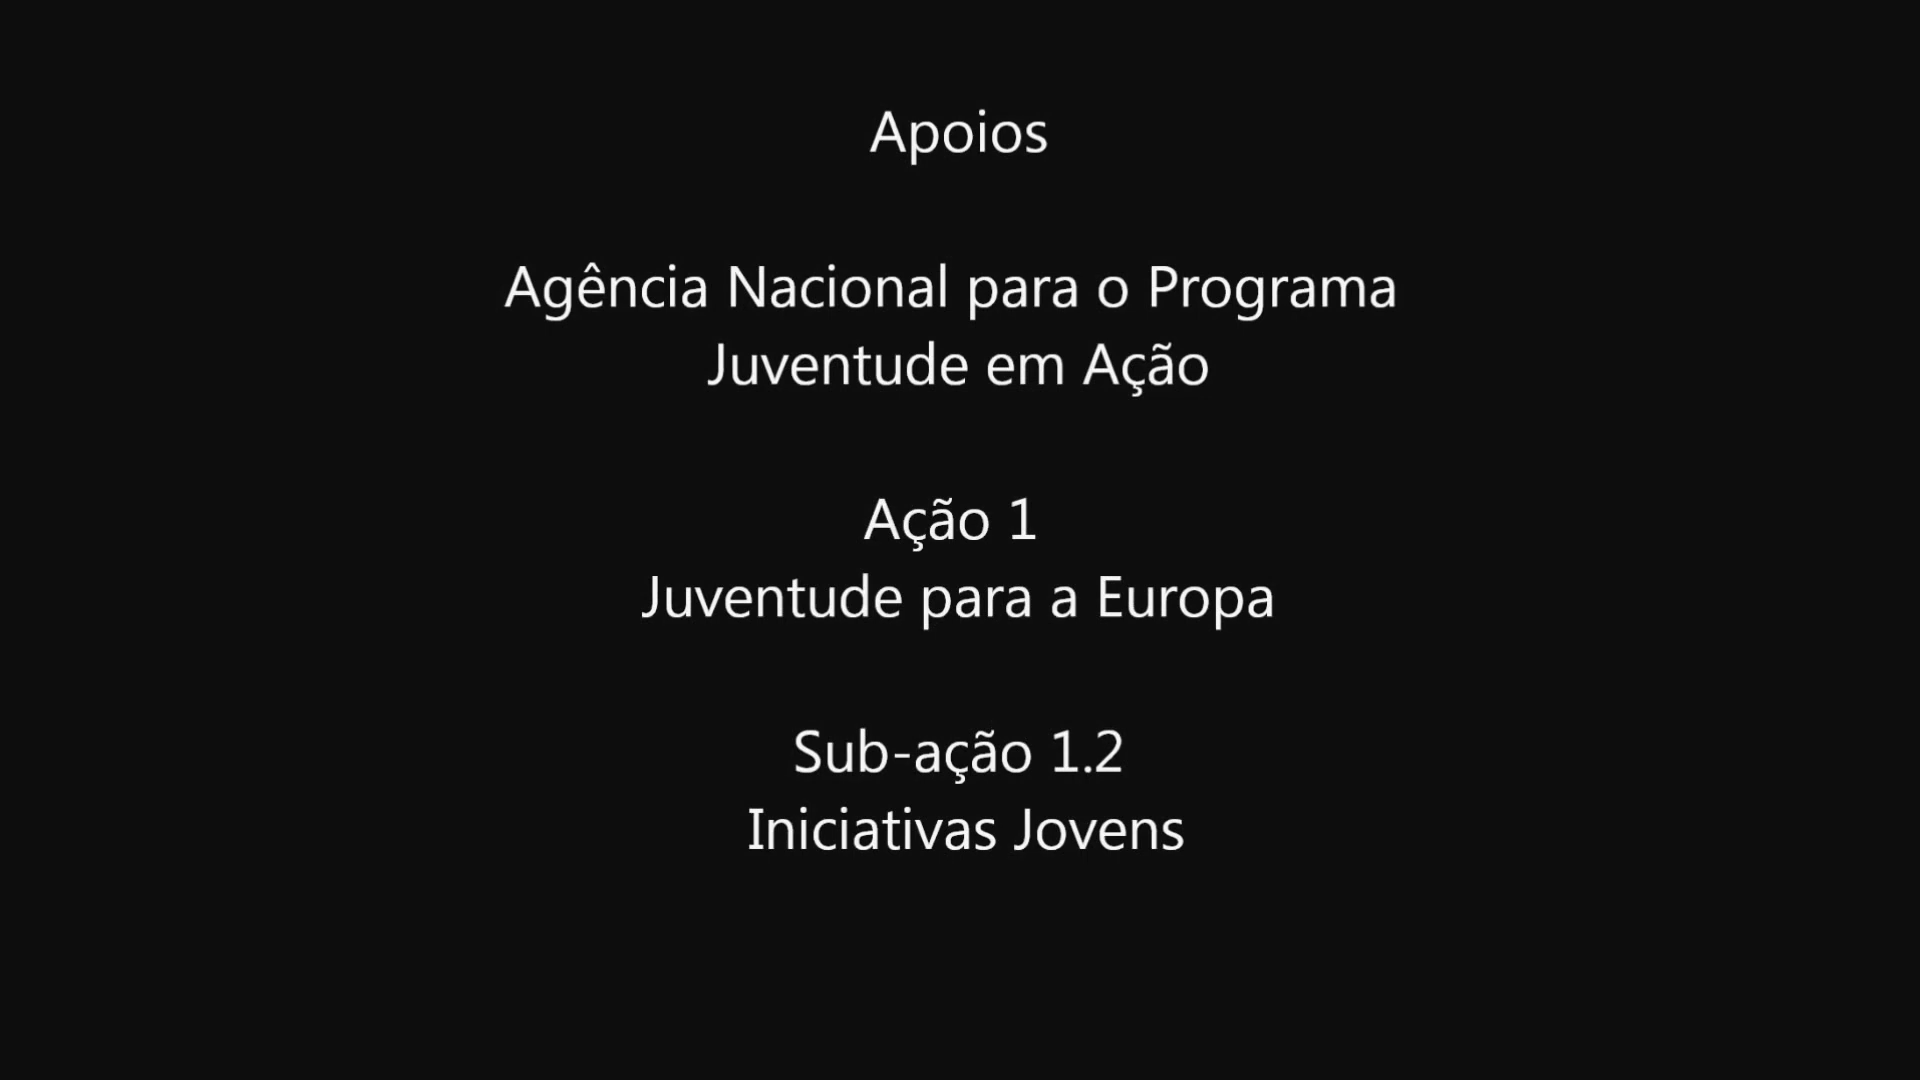 Apoios
Agência Nacional para o Programa
Juventude em Ação
Ação 1
Juventude para a Europa
Sub-ação 1.2
Iniciativas Jovens